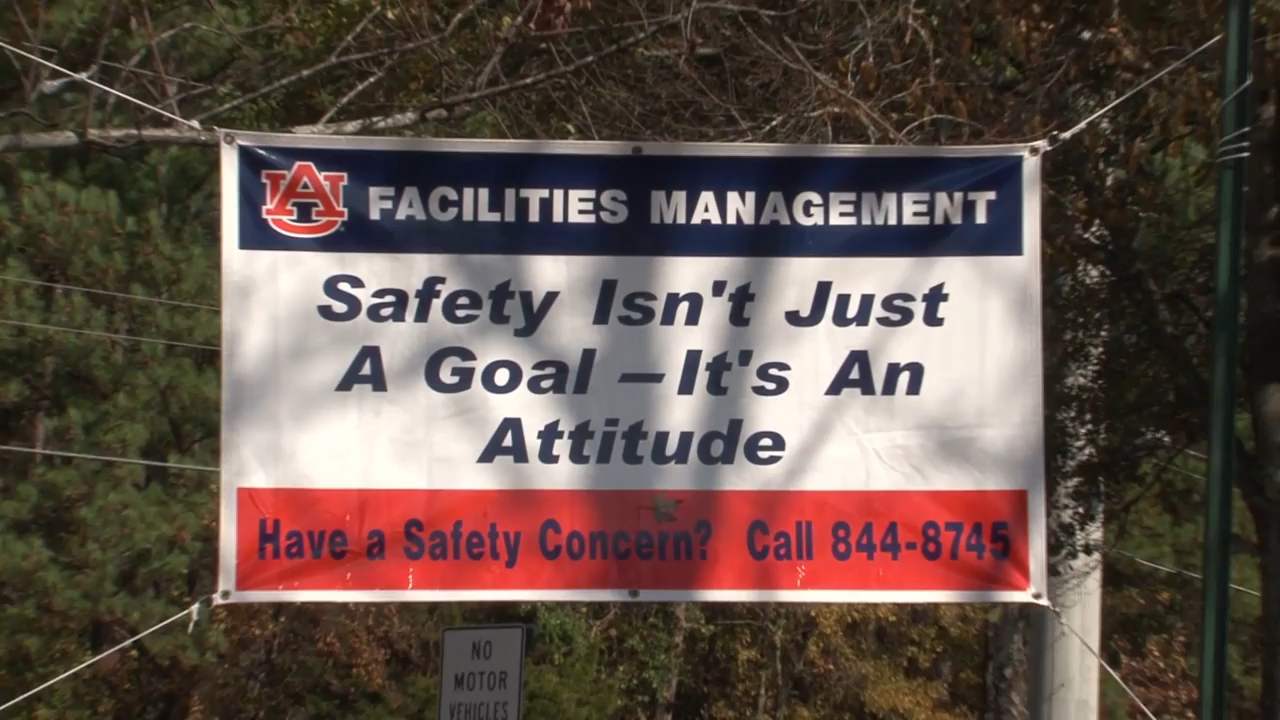 AU FACILITIES MANAGEMENT
Safety Isn't Just
A Goal – It's An
Attitude
Have a Safety Concern? Call 844-8745
NO
MOTOR
VEHICLES